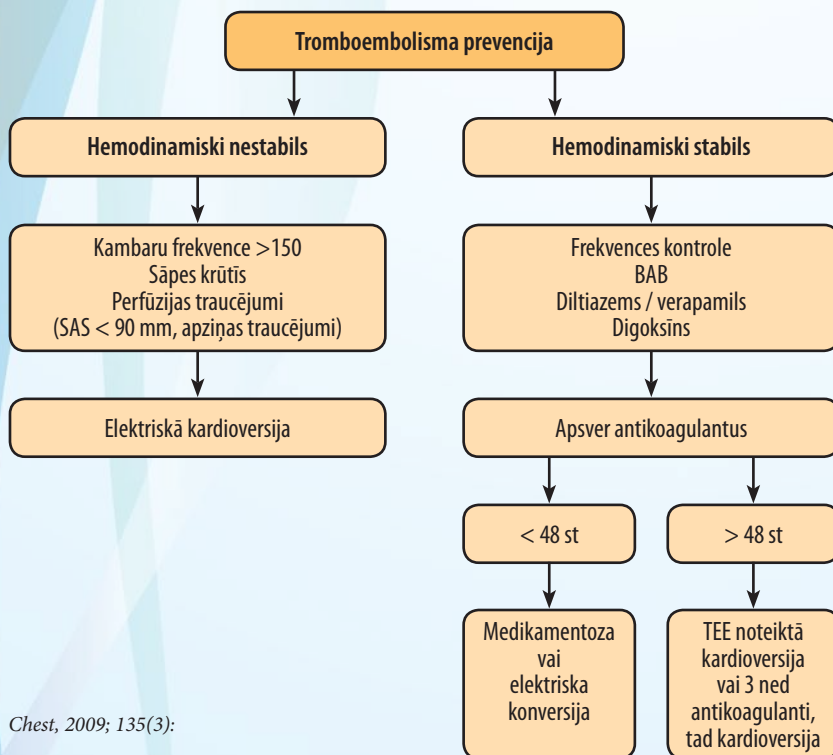 Tromboembolisma prevencija
Hemodinamiski nestabils
Kambaru frekvence >150
Sāpes krūtīs
Perfūzijas traucējumi
(SAS < 90 mm, apziņas traucējumi)
Elektriskā kardioversija
Hemodinamiski stabils
Frekvences kontrole
BAB
Diltiazems / verapamils
Digoksīns
Apsver antikoagulantus
< 48 st
Medikamentoza
vai
elektriska
konversija
> 48 st
TEE noteiktā
kardioversija
vai 3 ned
antikoagulanti,
tad kardioversija
Chest, 2009; 135(3):